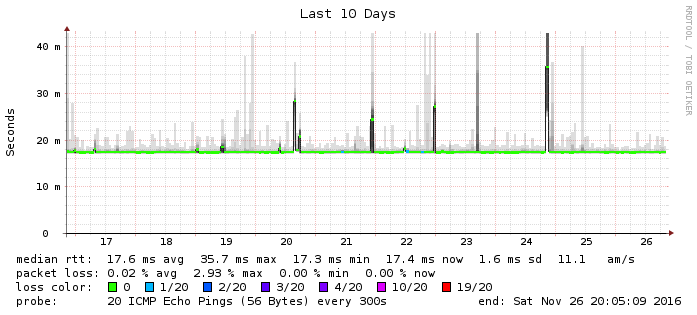 Last 10 Days
RRDTOOL / TOBI OETIKER
Seconds
40 m
30 m
20 m
10 m
0
17 18 19 20 21 22 23 24 25 26
median rtt: 17.6 ms avg 35.7 ms max 17.3 ms min 17.4 ms now 1.6 ms sd 11.1 am/s
packet loss: 0.02 % avg 2.93 % max 0.00 % min 0.00 % now
loss color: 0 1/20 2/20 3/20 4/20 10/20 19/20
probe: 20 ICMP Echo Pings (56 Bytes) every 300s end: Sat Nov 26 20:05:09 2016